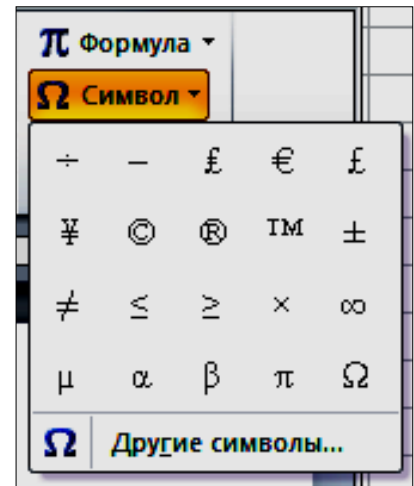 π Формула
Ω Символ
÷ – £ € £
¥ © ® ™ ±
≠ ≤ ≥ × ∞
µ α β π Ω
Ω Другие символы...